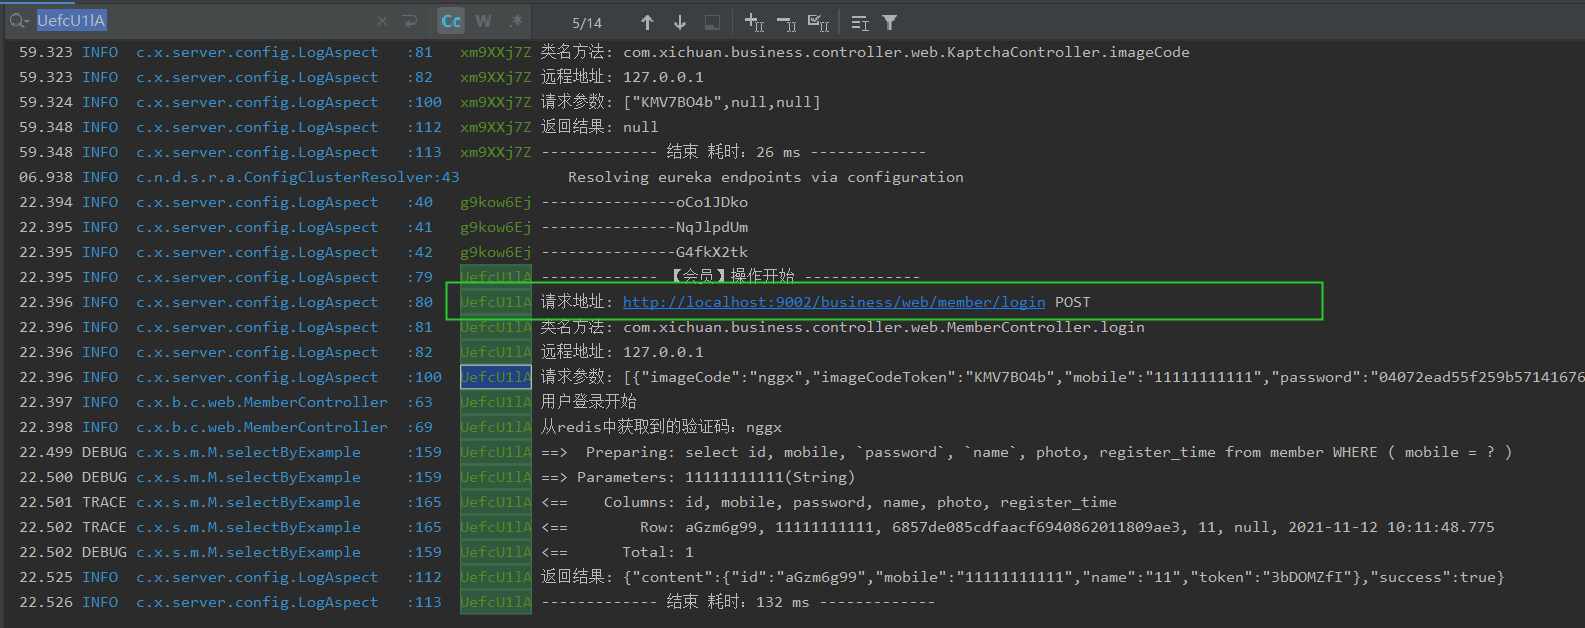 UefcU1lA Cc W .* 5/14
59.323 INFO c.x.server.config.LogAspect :81 xm9XXj7Z 类名方法: com.xichuan.business.controller.web.KaptchaController.imageCode
59.323 INFO c.x.server.config.LogAspect :82 xm9XXj7Z 远程地址: 127.0.0.1
59.324 INFO c.x.server.config.LogAspect :100 xm9XXj7Z 请求参数: ["KMV7BO4b",null,null]
59.348 INFO c.x.server.config.LogAspect :112 xm9XXj7Z 返回结果: null
59.348 INFO c.x.server.config.LogAspect :113 xm9XXj7Z ------------- 结束 耗时：26 ms -------------
06.938 INFO c.n.d.s.r.a.ConfigClusterResolver:43 Resolving eureka endpoints via configuration
22.394 INFO c.x.server.config.LogAspect :40 g9kow6Ej ---------------oCo1JDko
22.395 INFO c.x.server.config.LogAspect :41 g9kow6Ej ---------------NqJlpdUm
22.395 INFO c.x.server.config.LogAspect :42 g9kow6Ej ---------------G4fkX2tk
22.395 INFO c.x.server.config.LogAspect :79 UefcU1lA ------------- 【会员】操作开始 -------------
22.396 INFO c.x.server.config.LogAspect :80 UefcU1lA 请求地址: http://localhost:9002/business/web/member/login POST
22.396 INFO c.x.server.config.LogAspect :81 UefcU1lA 类名方法: com.xichuan.business.controller.web.MemberController.login
22.396 INFO c.x.server.config.LogAspect :82 UefcU1lA 远程地址: 127.0.0.1
22.396 INFO c.x.server.config.LogAspect :100 UefcU1lA 请求参数: [{"imageCode":"nggx","imageCodeToken":"KMV7BO4b","mobile":"11111111111","password":"04072ead55f259b57141676
22.397 INFO c.x.b.c.web.MemberController :63 UefcU1lA 用户登录开始
22.398 INFO c.x.b.c.web.MemberController :69 UefcU1lA 从redis中获取到的验证码：nggx
22.499 DEBUG c.x.s.m.M.selectByExample :159 UefcU1lA ==>  Preparing: select id, mobile, `password`, `name`, photo, register_time from member WHERE ( mobile = ? )
22.500 DEBUG c.x.s.m.M.selectByExample :159 UefcU1lA ==> Parameters: 11111111111(String)
22.501 TRACE c.x.s.m.M.selectByExample :165 UefcU1lA <==    Columns: id, mobile, password, name, photo, register_time
22.502 TRACE c.x.s.m.M.selectByExample :165 UefcU1lA <==        Row: aGzm6g99, 11111111111, 6857de085cdfaacf6940862011809ae3, 11, null, 2021-11-12 10:11:48.775
22.502 DEBUG c.x.s.m.M.selectByExample :159 UefcU1lA <==      Total: 1
22.525 INFO c.x.server.config.LogAspect :112 UefcU1lA 返回结果: {"content":{"id":"aGzm6g99","mobile":"11111111111","name":"11","token":"3bDOMZfI"},"success":true}
22.526 INFO c.x.server.config.LogAspect :113 UefcU1lA ------------- 结束 耗时：132 ms -------------